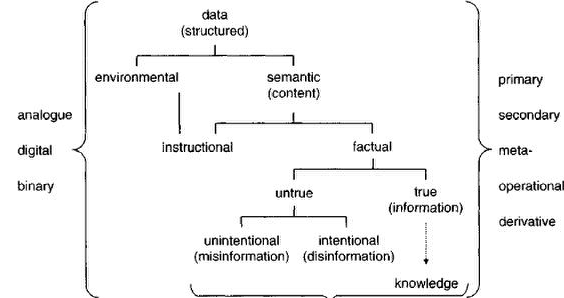 data
(structured)
environmental
semantic
(content)
primary
analogue
secondary
instructional
factual
digital
meta-
binary
untrue
true
(information)
operational
derivative
unintentional
(misinformation)
intentional
(disinformation)
knowledge